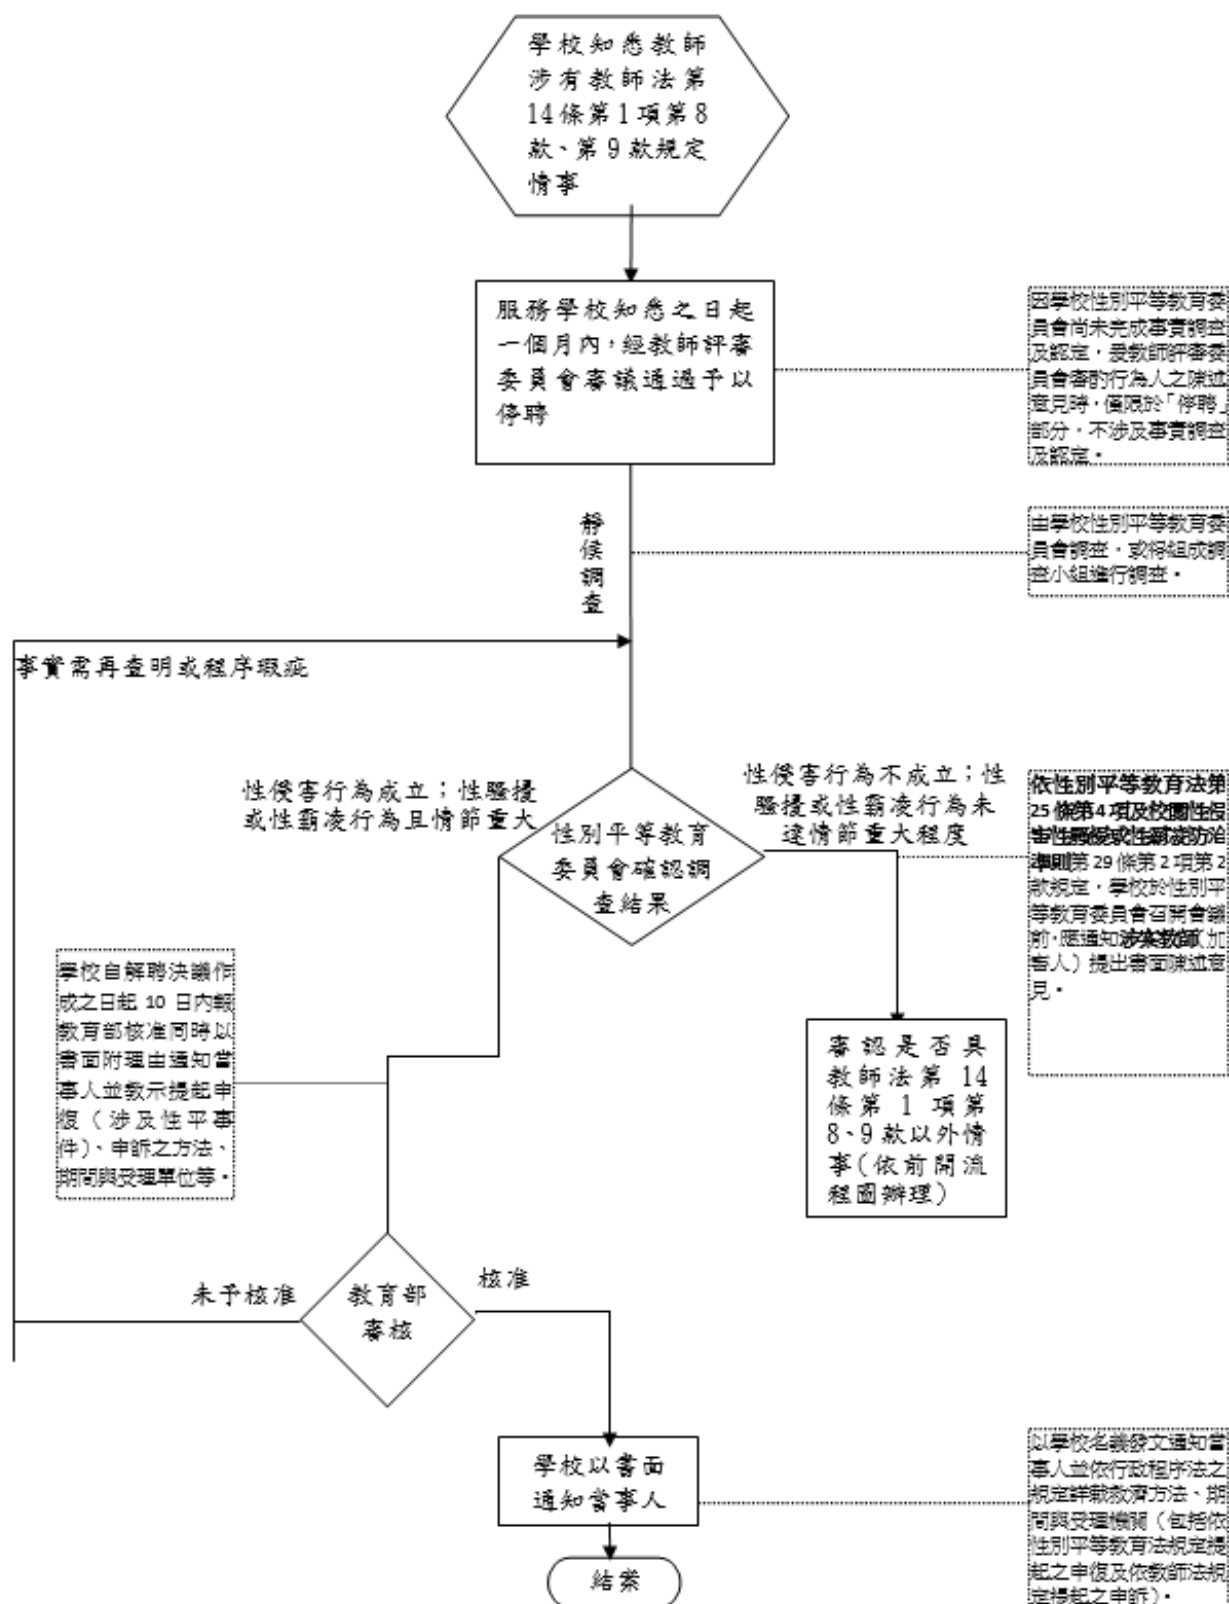 學校知悉教師
涉有教師法第
14條第1項第8
款、第9款規定
情事
服務學校知悉之日起
一個月內，經教師評審
委員會審議通過予以
停聘
因學校性別平等教育委
員會尚未完成事實調查
及認定，爰教師評審委
員會審酌行為人之陳述
意見時，僅限於「停聘」
部分，不涉及事實調查
及認定。
靜
候
調
查
由學校性別平等教育委
員會調查，或將組成調
查小組進行調查。
事實需再查明或程序瑕疵
性侵害行為成立；性騷擾
或性霸凌行為且情節重大
性別平等教育
委員會確認調
查結果
性侵害行為不成立；性
騷擾或性霸凌行為未
達情節重大程度
依性別平等教育法第
25條第4項及校園性侵
害性騷擾或性霸凌防治
準則第29條第2項第2
款規定，學校於性別平
等教育委員會召開會議
前，應通知涉案教師（加
害人）提出書面陳述意
見。
學校自解聘決議作
成之日起 10 日內報
教育部核准同時以
書面附理由通知當
事人並教示提起申
復（涉及性平事
件）、申訴之方法、
期間與受理單位等。
審認是否具
教師法第 14
條第 1 項第
8、9款以外情
事(依前開流
程圖辦理)
未予核准
教育部
審核
核准
學校以書面
通知當事人
以學校名義發文通知當
事人並依行政程序法之
規定詳載救濟方法、期
間與受理機關（包括依
性別平等教育法規定提
起之申復及依教師法規
定提起之申訴）。
結案